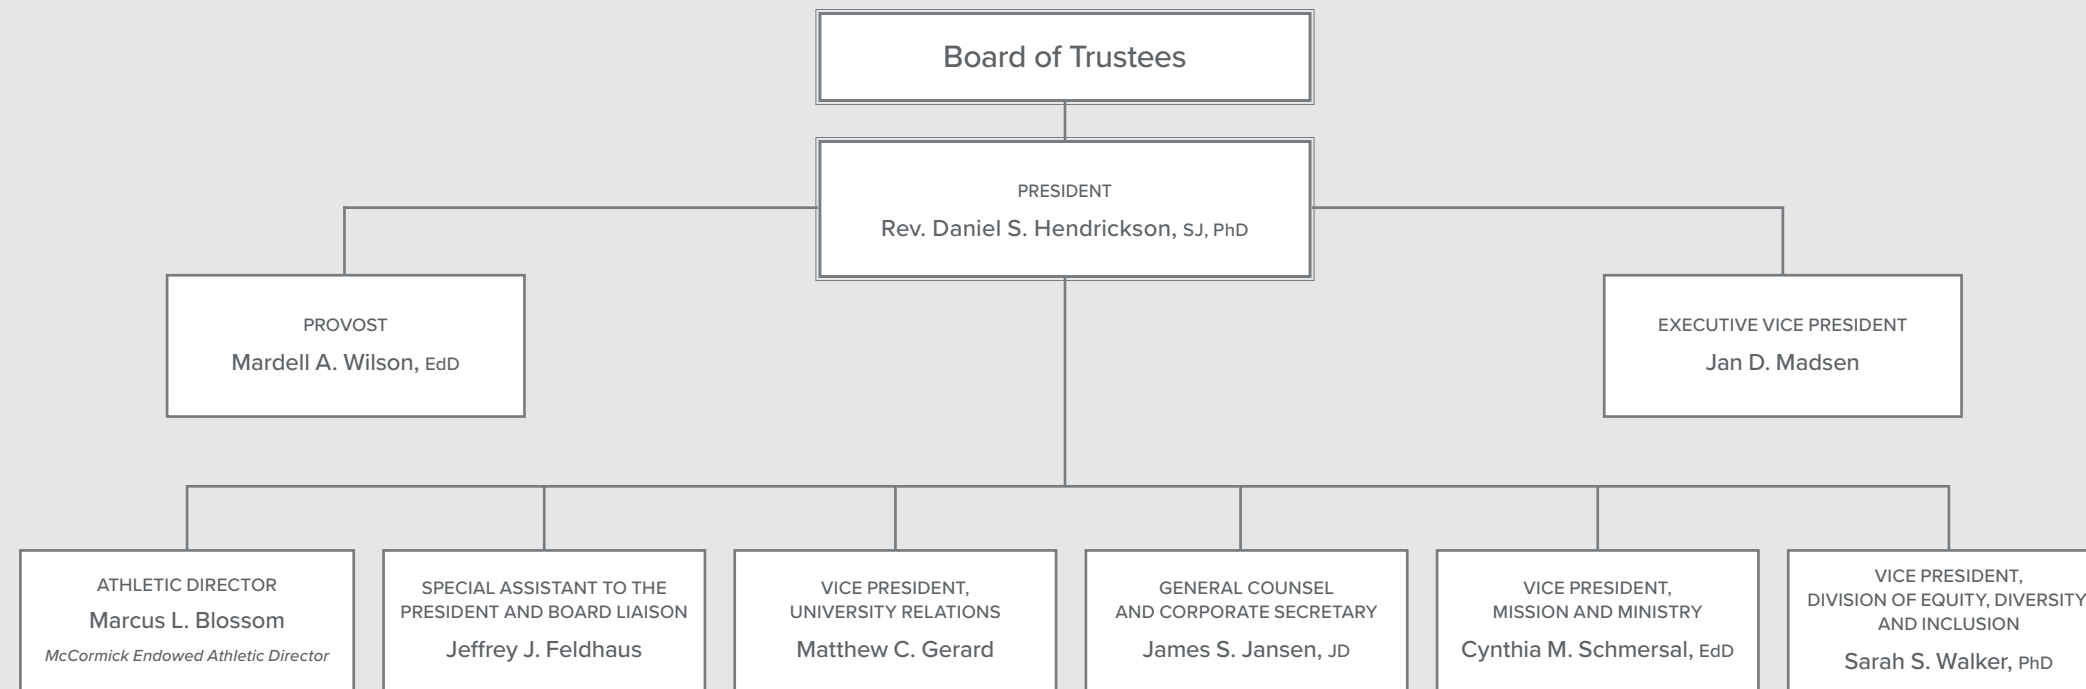 Board of Trustees
PRESIDENT
Rev. Daniel S. Hendrickson, SJ, PhD
PROVOST
Mardell A. Wilson, EdD
EXECUTIVE VICE PRESIDENT
Jan D. Madsen
ATHLETIC DIRECTOR
Marcus L. Blossom
McCormick Endowed Athletic Director
SPECIAL ASSISTANT TO THE
PRESIDENT AND BOARD LIAISON
Jeffrey J. Feldhaus
VICE PRESIDENT,
UNIVERSITY RELATIONS
Matthew C. Gerard
GENERAL COUNSEL
AND CORPORATE SECRETARY
James S. Jansen, JD
VICE PRESIDENT,
MISSION AND MINISTRY
Cynthia M. Schmersal, EdD
VICE PRESIDENT,
DIVISION OF EQUITY, DIVERSITY
AND INCLUSION
Sarah S. Walker, PhD